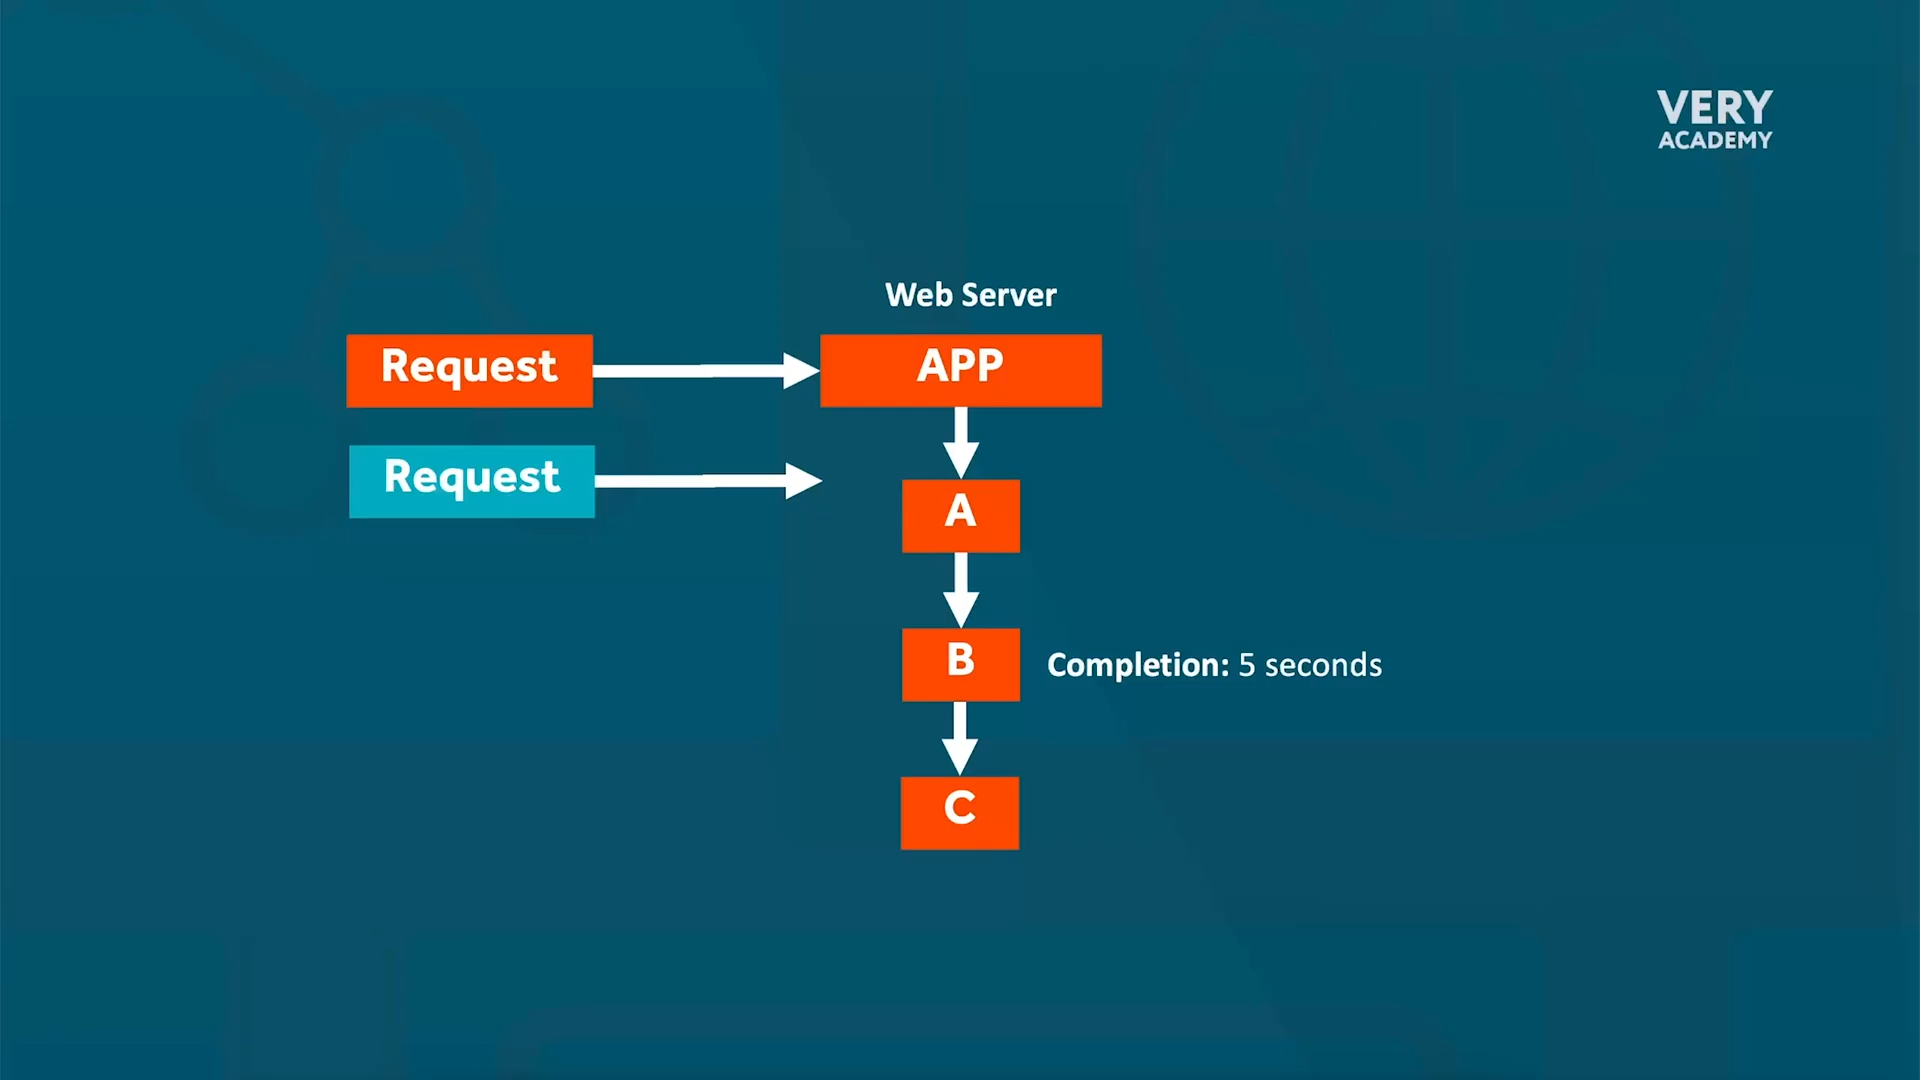 VERY
ACADEMY
Web Server
Request
APP
Request
A
B
Completion: 5 seconds
C